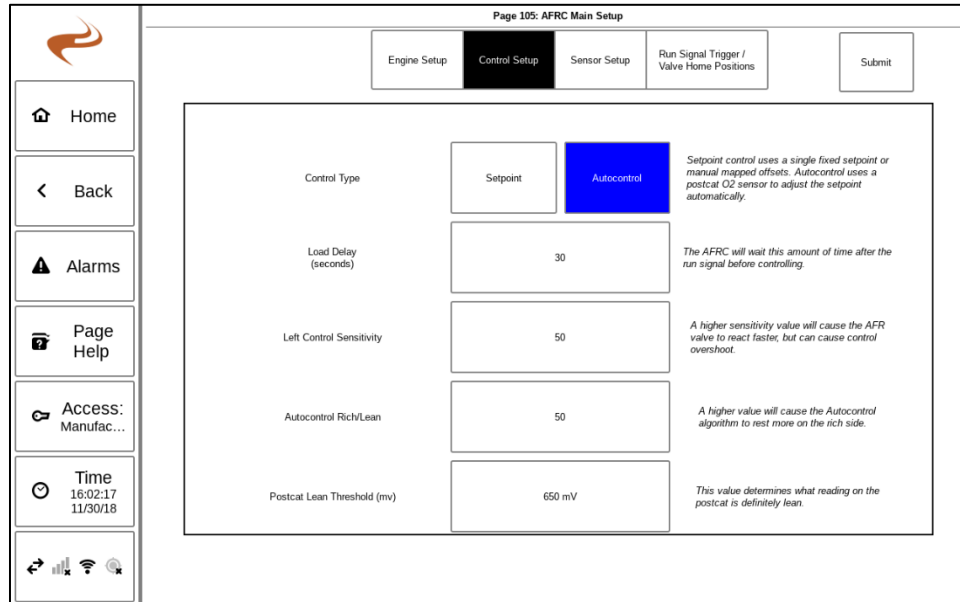 Page 105: AFRC Main Setup
Engine Setup
Control Setup
Sensor Setup
Run Signal Trigger /
Valve Home Positions
Submit
Home
Back
Alarms
Page
Help
Access:
Manufac...
Time
16:02:17
11/30/18
Control Type
Setpoint
Autocontrol
Setpoint control uses a single fixed setpoint or
manual mapped offsets. Autocontrol uses a
postcat O2 sensor to adjust the setpoint
automatically.
Load Delay
(seconds)
30
The AFRC will wait this amount of time after the
run signal before controlling.
Left Control Sensitivity
50
A higher sensitivity value will cause the AFR
valve to react faster, but can cause control
overshoot.
Autocontrol Rich/Lean
50
A higher value will cause the Autocontrol
algorithm to rest more on the rich side.
Postcat Lean Threshold (mv)
650 mV
This value determines what reading on the
postcat is definitely lean.